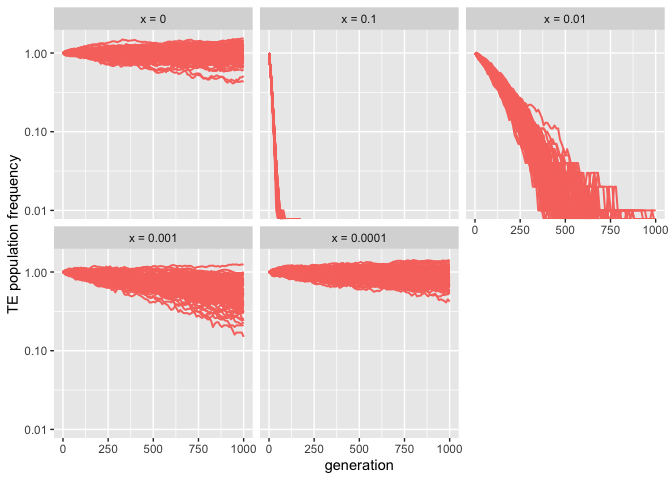 x = 0
x = 0.1
x = 0.01
1.00
0.10
0.01
0 250 500 750 1000
x = 0.001
x = 0.0001
1.00
0.10
0.01
0 250 500 750 1000
0 250 500 750 1000
generation
TE population frequency